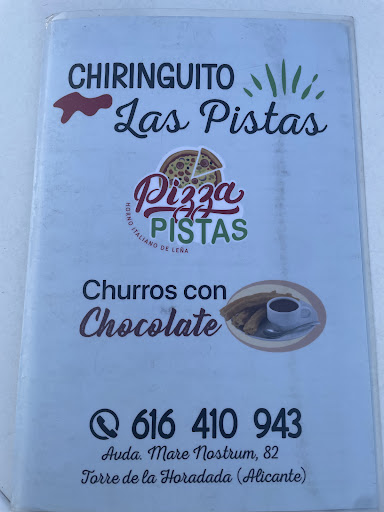 CHIRINGUITO
Las Pistas
Pizza
PISTAS
HORNO ITALIANO DE LEÑA
Churros con
Chocolate
616 410 943
Avda. Mare Nostrum, 82
Torre de la Horadada (Alicante)